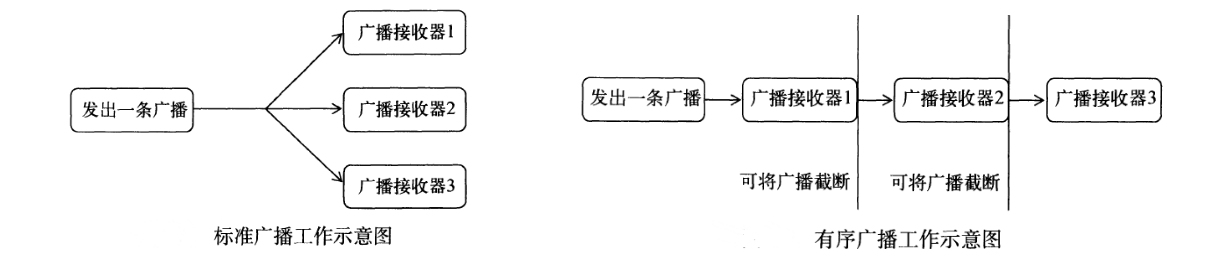 广播接收器1
发出一条广播
广播接收器2
广播接收器3
标准广播工作示意图
发出一条广播
广播接收器1
广播接收器2
广播接收器3
可将广播截断
可将广播截断
有序广播工作示意图